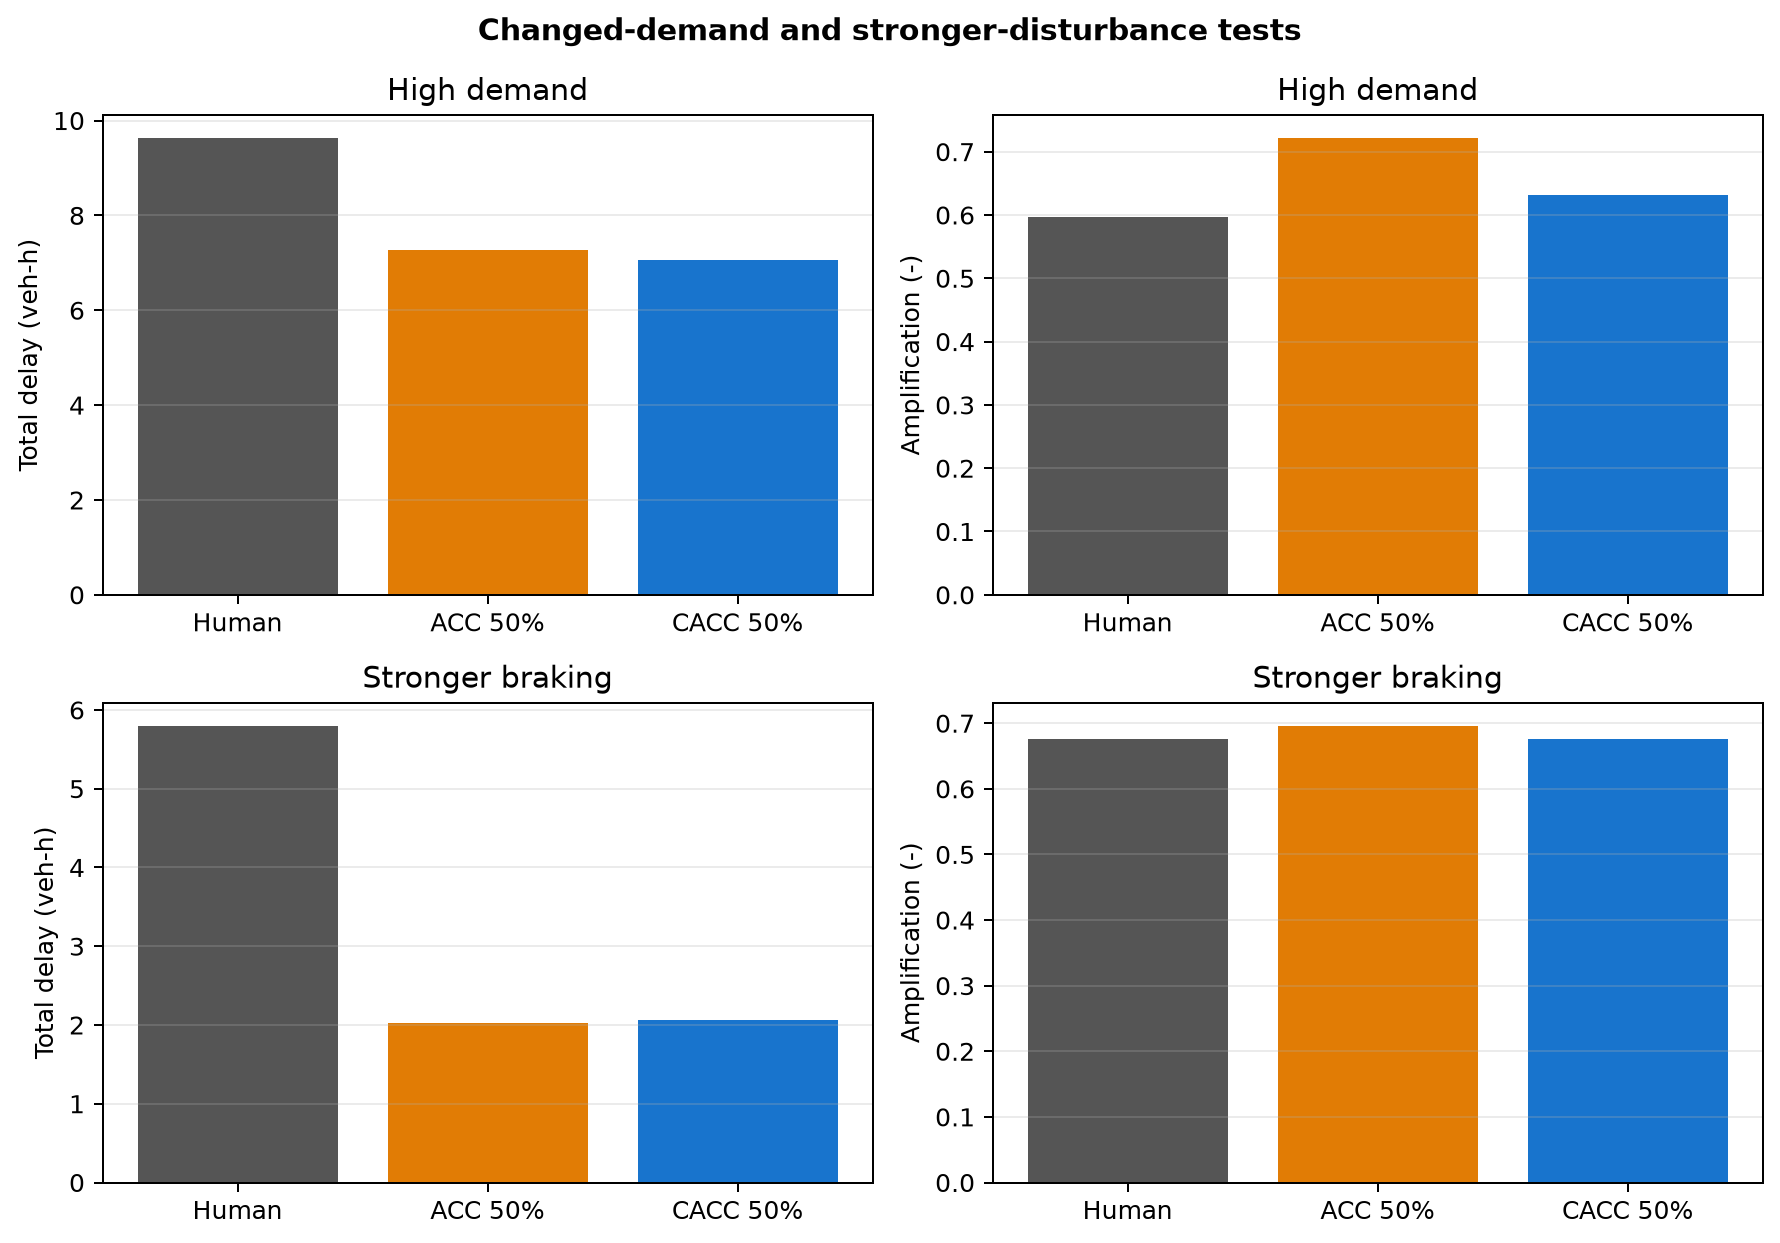 Changed-demand and stronger-disturbance tests
High demand
Total delay (veh-h)
10
8
6
4
2
0
Human
ACC 50%
CACC 50%
High demand
Amplification (-)
0.7
0.6
0.5
0.4
0.3
0.2
0.1
0.0
Human
ACC 50%
CACC 50%
Stronger braking
Total delay (veh-h)
6
5
4
3
2
1
0
Human
ACC 50%
CACC 50%
Stronger braking
Amplification (-)
0.7
0.6
0.5
0.4
0.3
0.2
0.1
0.0
Human
ACC 50%
CACC 50%